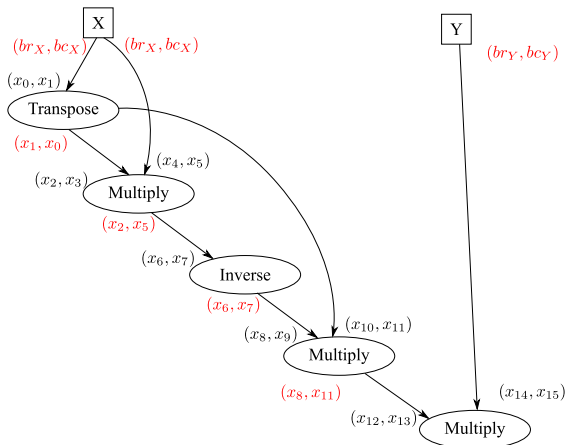 X
Y
(br_X, bc_X)
(br_X, bc_X)
(br_Y, bc_Y)
(x_0, x_1)
Transpose
(x_1, x_0)
(x_4, x_5)
(x_2, x_3)
Multiply
(x_2, x_5)
(x_6, x_7)
Inverse
(x_6, x_7)
(x_10, x_11)
(x_8, x_9)
Multiply
(x_8, x_11)
(x_14, x_15)
(x_12, x_13)
Multiply